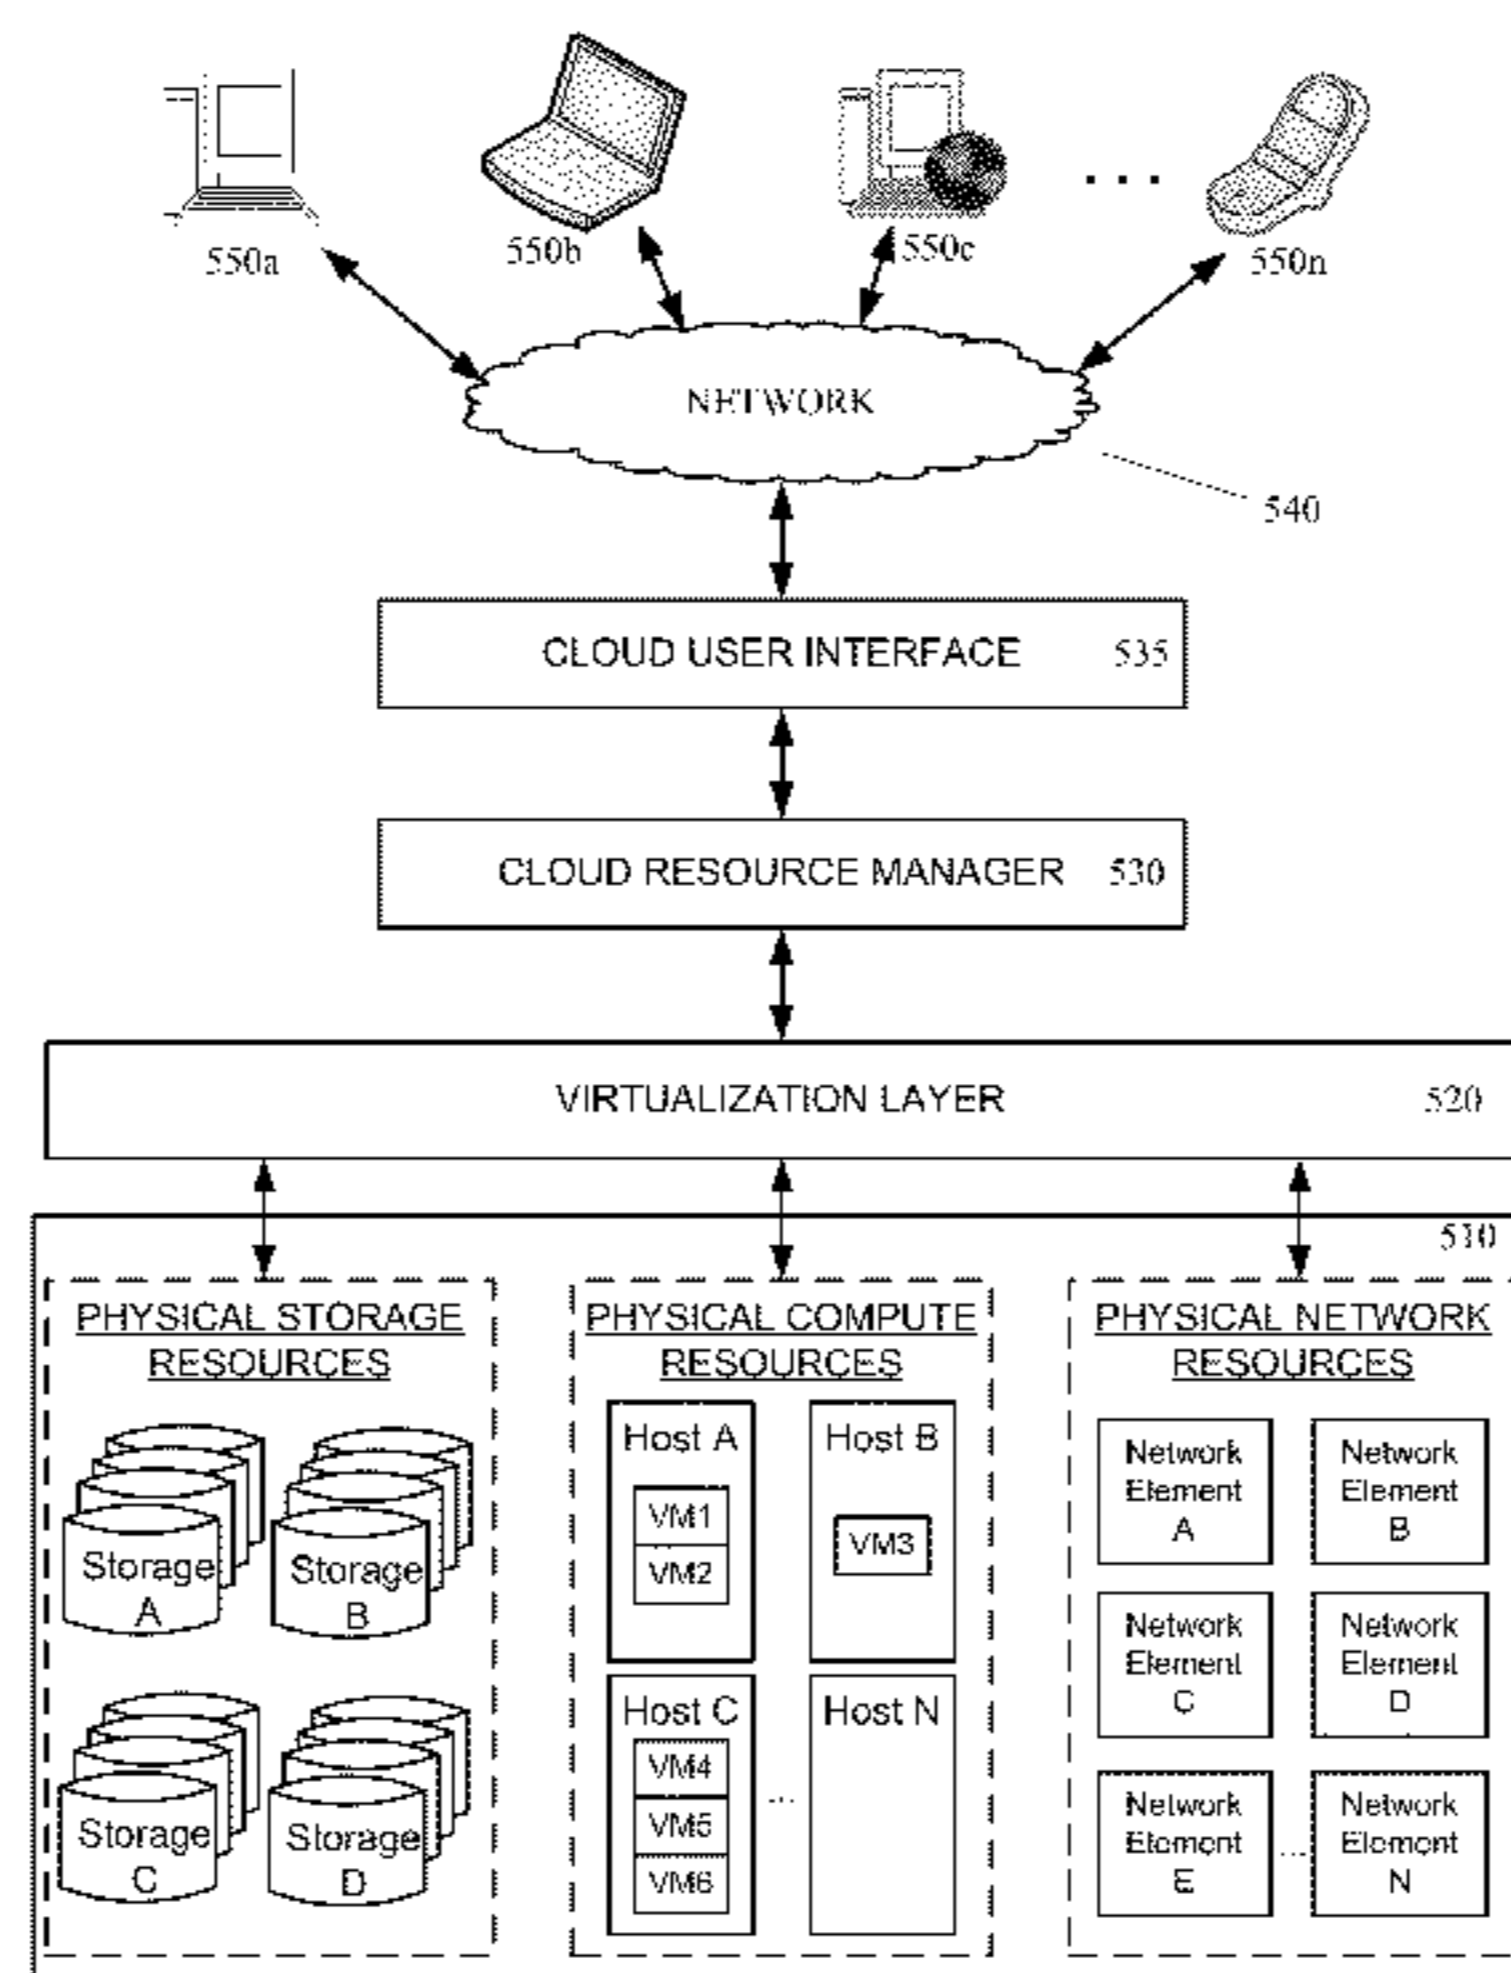 550a
550b
550c
...
550n
NETWORK
540
CLOUD USER INTERFACE 535
CLOUD RESOURCE MANAGER 530
VIRTUALIZATION LAYER 520
510
PHYSICAL STORAGE
RESOURCES
Storage
A
Storage
B
Storage
C
Storage
D
PHYSICAL COMPUTE
RESOURCES
Host A
VM1
VM2
Host B
VM3
Host C
VM4
VM5
VM6
...
Host N
PHYSICAL NETWORK
RESOURCES
Network
Element
A
Network
Element
B
Network
Element
C
Network
Element
D
Network
Element
E
...
Network
Element
N